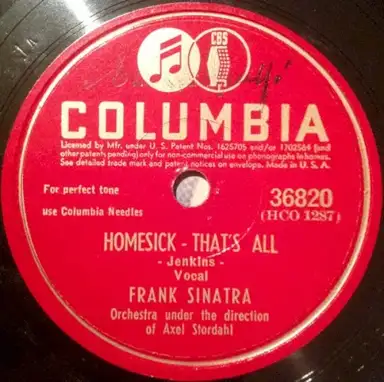 CBS
COLUMBIA
Licensed by Mfr. under U. S. Patent Nos. 1625705 and/or 1702564 (and
other patents pending) only for non-commercial use on phonographs in homes.
See detailed trade mark and patent notices on envelope. Made in U. S. A.
For perfect tone
use Columbia Needles
36820
(HCO 1287)
HOMESICK - THAT'S ALL
- Jenkins -
Vocal
FRANK SINATRA
Orchestra under the direction
of Axel Stordahl